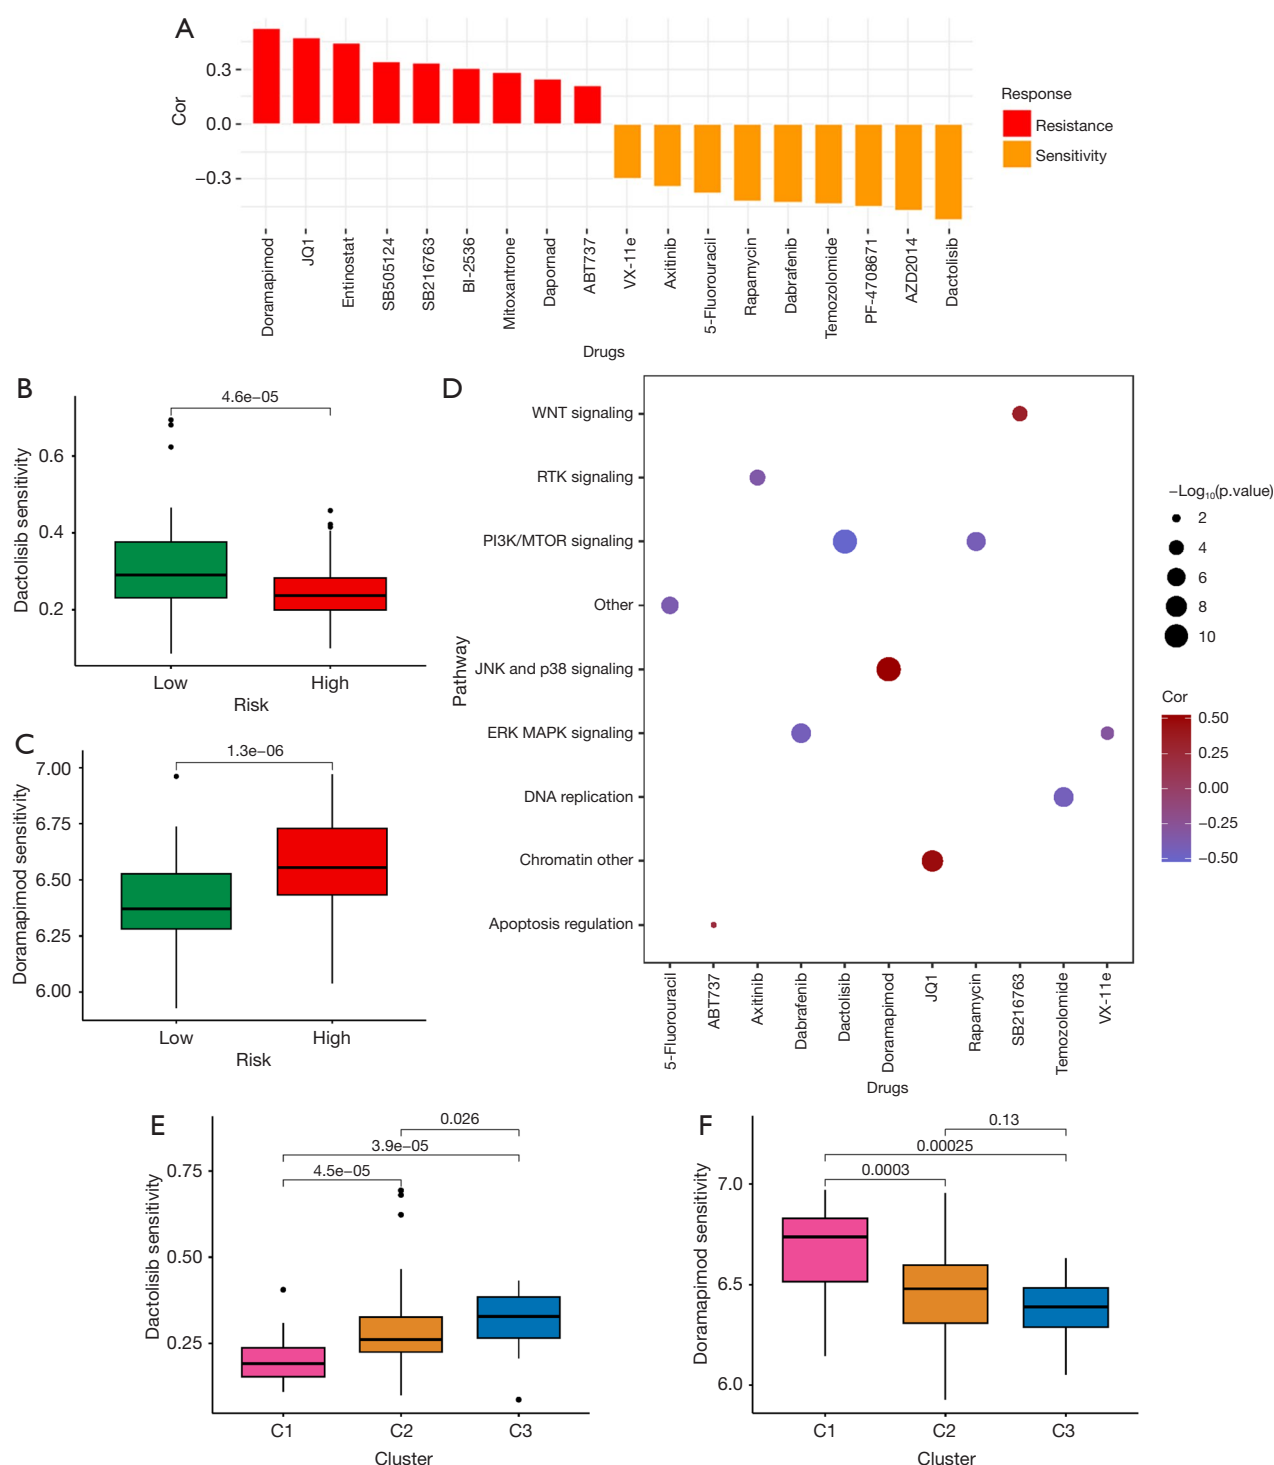 A
Cor
0.3
0.0
−0.3
Doramapimod
JQ1
Entinostat
SB505124
SB216763
BI-2536
Mitoxantrone
Dapornad
ABT737
VX-11e
Axitinib
5-Fluorouracil
Rapamycin
Dabrafenib
Temozolomide
PF-4708671
AZD2014
Dactolisib
Drugs
Response
Resistance
Sensitivity
B
4.6e−05
Dactolisib sensitivity
0.6
0.4
0.2
Low
High
Risk
C
1.3e−06
Doramapimod sensitivity
7.00
6.75
6.50
6.25
6.00
Low
High
Risk
D
Pathway
WNT signaling
RTK signaling
PI3K/MTOR signaling
Other
JNK and p38 signaling
ERK MAPK signaling
DNA replication
Chromatin other
Apoptosis regulation
5-Fluorouracil
ABT737
Axitinib
Dabrafenib
Dactolisib
Doramapimod
JQ1
Rapamycin
SB216763
Temozolomide
VX-11e
Drugs
−Log₁₀(p.value)
2
4
6
8
10
Cor
0.50
0.25
0.00
−0.25
−0.50
E
0.026
3.9e−05
4.5e−05
Dactolisib sensitivity
0.75
0.50
0.25
C1
C2
C3
Cluster
F
0.13
0.00025
0.0003
Doramapimod sensitivity
7.0
6.5
6.0
C1
C2
C3
Cluster